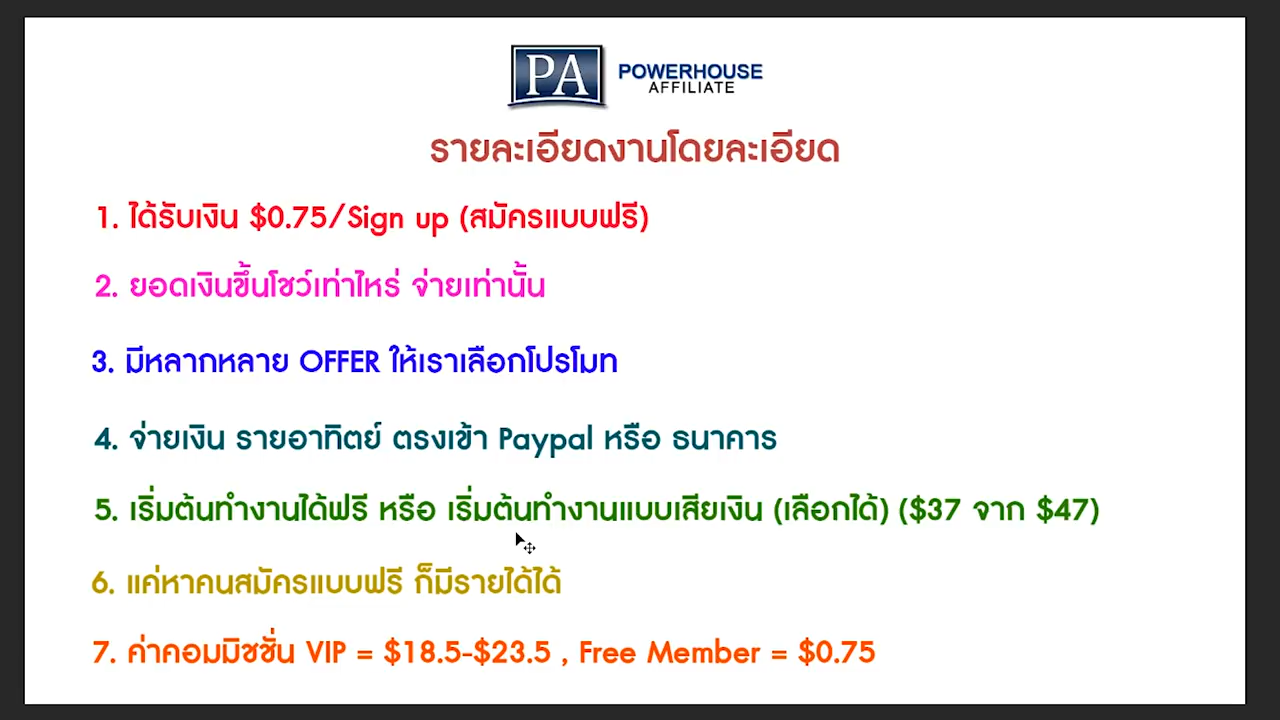 PA POWERHOUSE
AFFILIATE
รายละเอียดงานโดยละเอียด
1. ได้รับเงิน $0.75/Sign up (สมัครแบบฟรี)
2. ยอดเงินขึ้นโชว์เท่าไหร่ จ่ายเท่านั้น
3. มีหลากหลาย OFFER ให้เราเลือกโปรโมท
4. จ่ายเงิน รายอาทิตย์ ตรงเข้า Paypal หรือ ธนาคาร
5. เริ่มต้นทำงานได้ฟรี หรือ เริ่มต้นทำงานแบบเสียเงิน (เลือกได้) ($37 จาก $47)
6. แค่หาคนสมัครแบบฟรี ก็มีรายได้ได้
7. ค่าคอมมิชชั่น VIP = $18.5-$23.5 , Free Member = $0.75